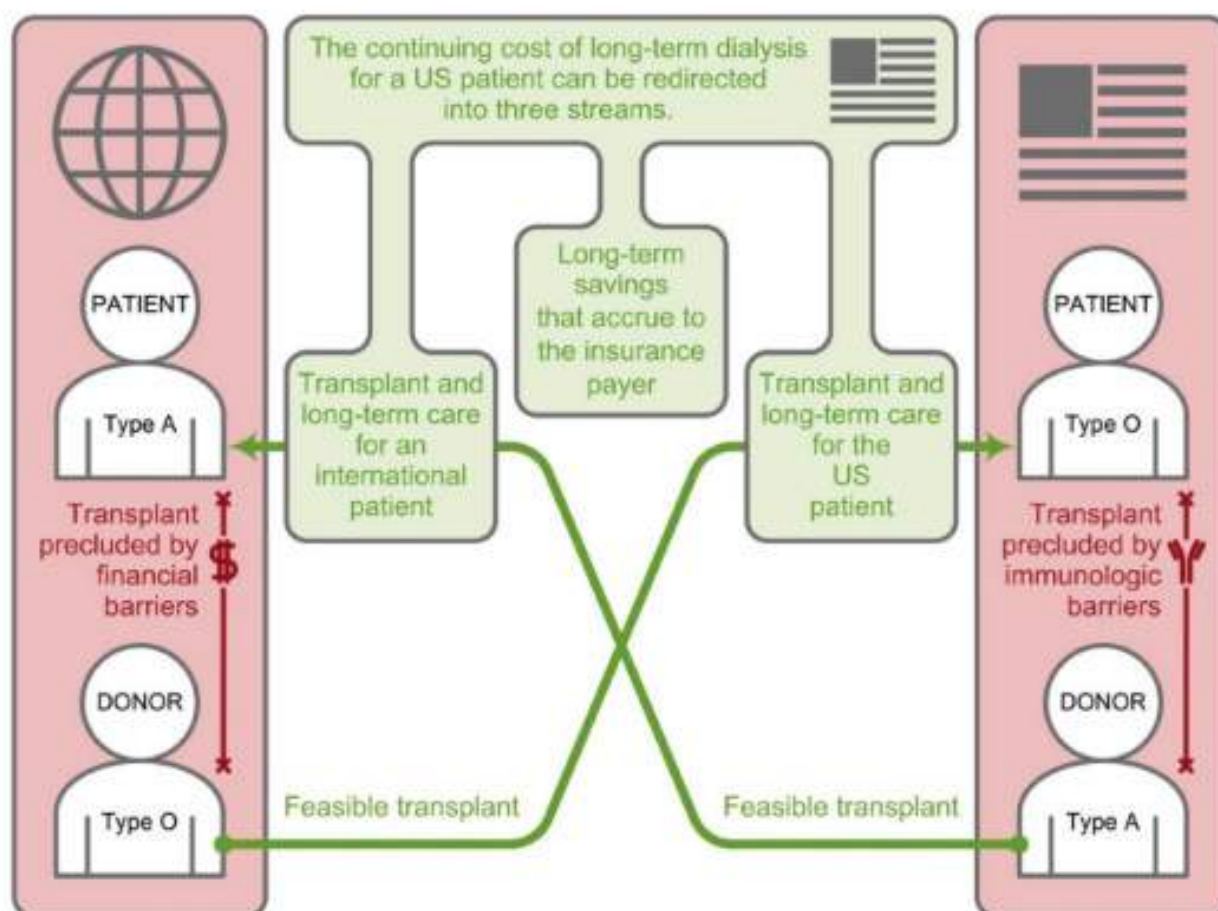 The continuing cost of long-term dialysis
for a US patient can be redirected
into three streams.
PATIENT
Type A
Transplant
precluded by
financial
barriers
$
DONOR
Type O
Transplant and
long-term care
for an
international
patient
Long-term
savings
that accrue to
the insurance
payer
Transplant and
long-term care
for the
US
patient
PATIENT
Type O
Transplant
precluded by
immunologic
barriers
DONOR
Type A
Feasible transplant
Feasible transplant